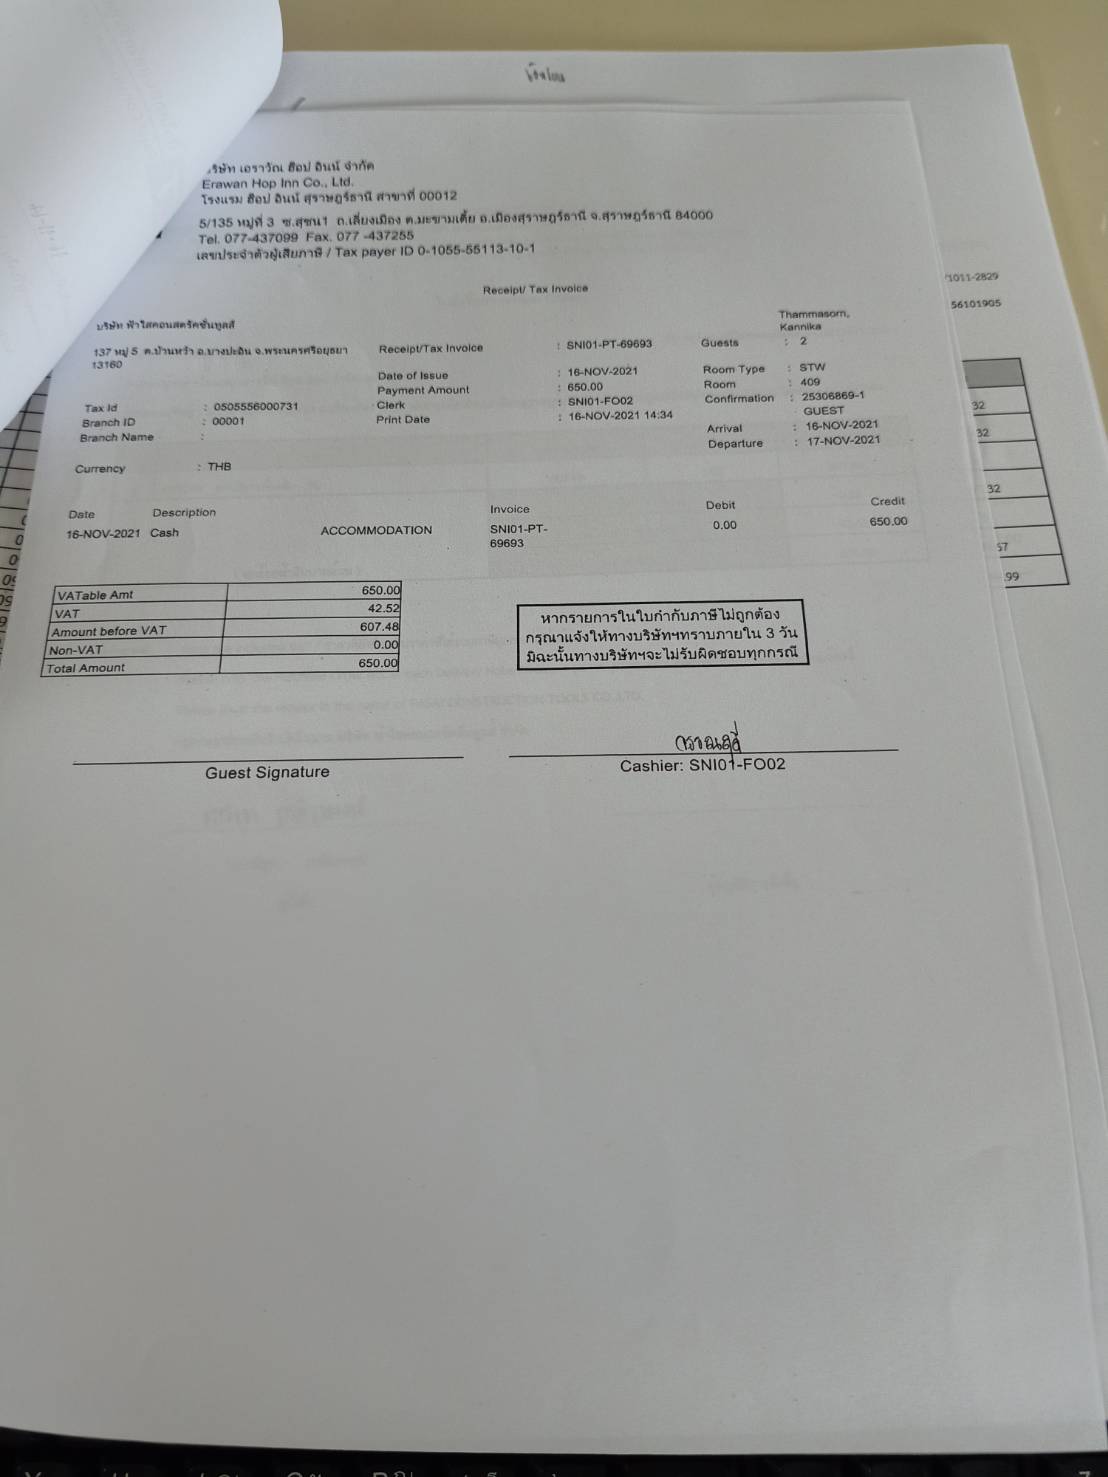 บริษัท เอราวัณ ฮ็อป อินน์ จำกัด
Erawan Hop Inn Co., Ltd.
โรงแรม ฮ็อป อินน์ สุราษฎร์ธานี สาขาที่ 00012
5/135 หมู่ที่ 3 ซ.สุชน1 ถ.เลี่ยงเมือง ต.มะขามเตี้ย อ.เมืองสุราษฎร์ธานี จ.สุราษฎร์ธานี 84000
Tel. 077-437099 Fax. 077 -437255
เลขประจำตัวผู้เสียภาษี / Tax payer ID 0-1055-55113-10-1
Receipt/ Tax Invoice
บริษัท ฟ้าใสคอนสตรัคชั่นทูลส์
137 หมู่ 5 ต.บ้านหว้า อ.บางปะอิน จ.พระนครศรีอยุธยา
13160
Tax Id : 0505556000731
Branch ID : 00001
Branch Name :
Currency : THB
Receipt/Tax Invoice : SNI01-PT-69693
Date of Issue : 16-NOV-2021
Payment Amount : 650.00
Clerk : SNI01-FO02
Print Date : 16-NOV-2021 14:34
Thammasorn,
Kannika
Guests : 2
Room Type : STW
Room : 409
Confirmation : 25306869-1
GUEST
Arrival : 16-NOV-2021
Departure : 17-NOV-2021
Date Description Invoice Debit Credit
16-NOV-2021 Cash ACCOMMODATION SNI01-PT- 0.00 650.00
69693
VATable Amt 650.00
VAT 42.52
Amount before VAT 607.48
Non-VAT 0.00
Total Amount 650.00
หากรายการในใบกำกับภาษีไม่ถูกต้อง
กรุณาแจ้งให้ทางบริษัทฯทราบภายใน 3 วัน
มิฉะนั้นทางบริษัทฯจะไม่รับผิดชอบทุกกรณี
Guest Signature
Cashier: SNI01-FO02
/1011-2829
56101905
32
32
32
57
.99